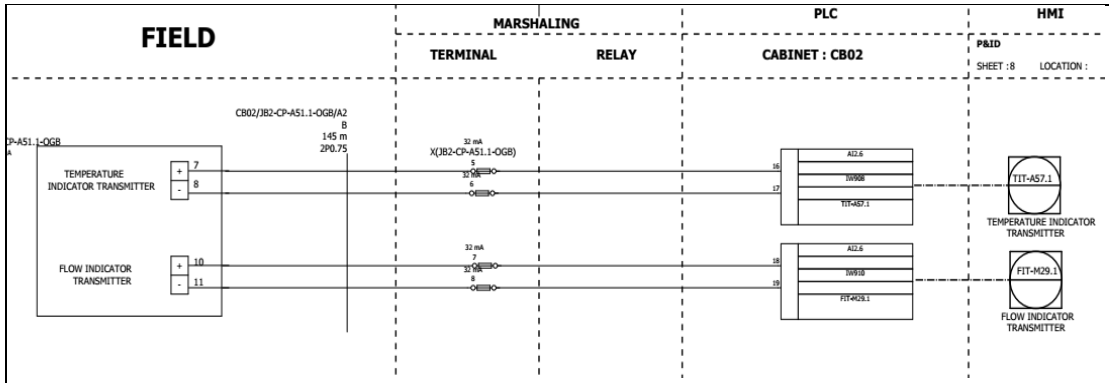 FIELD
MARSHALING
PLC
HMI
TERMINAL
RELAY
CABINET : CB02
P&ID
SHEET :8 LOCATION :
CB02/JB2-CP-A51.1-OGB/A2
B
145 m
2P0.75
CP-A51.1-OGB
A
TEMPERATURE
INDICATOR TRANSMITTER
+ 7
- 8
32 mA
X(JB2-CP-A51.1-OGB)
5
32 mA
6
16
17
AI2.6
IW908
TIT-A57.1
TIT-A57.1
TEMPERATURE INDICATOR
TRANSMITTER
FLOW INDICATOR
TRANSMITTER
+ 10
- 11
32 mA
7
32 mA
8
18
19
AI2.6
IW910
FIT-M29.1
FIT-M29.1
FLOW INDICATOR
TRANSMITTER